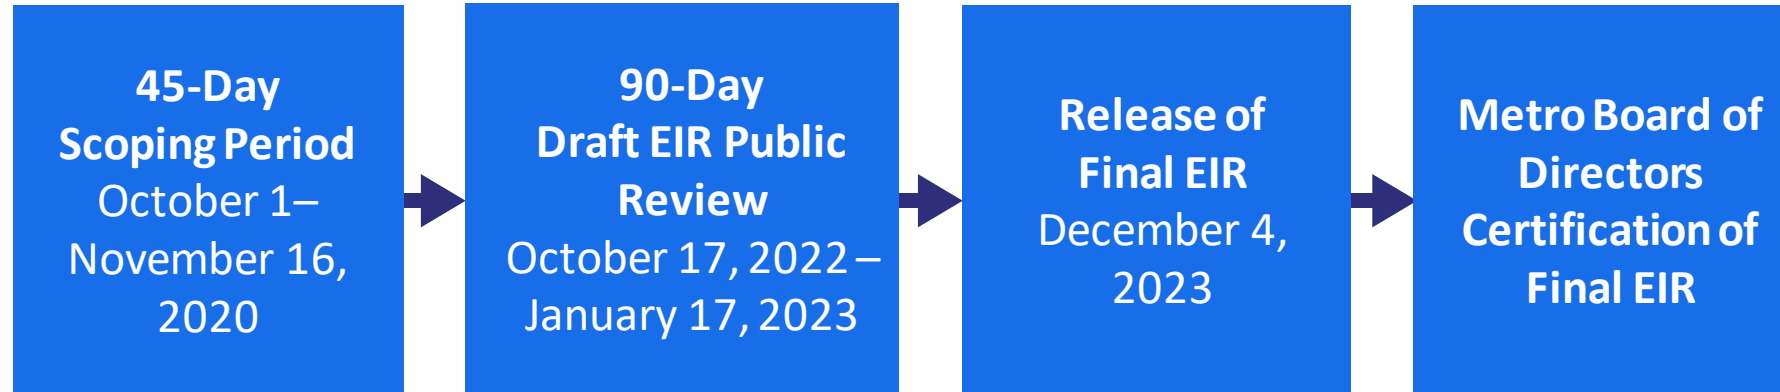 45-Day
Scoping Period
October 1–
November 16,
2020
90-Day
Draft EIR Public
Review
October 17, 2022 –
January 17, 2023
Release of
Final EIR
December 4,
2023
Metro Board of
Directors
Certification of
Final EIR